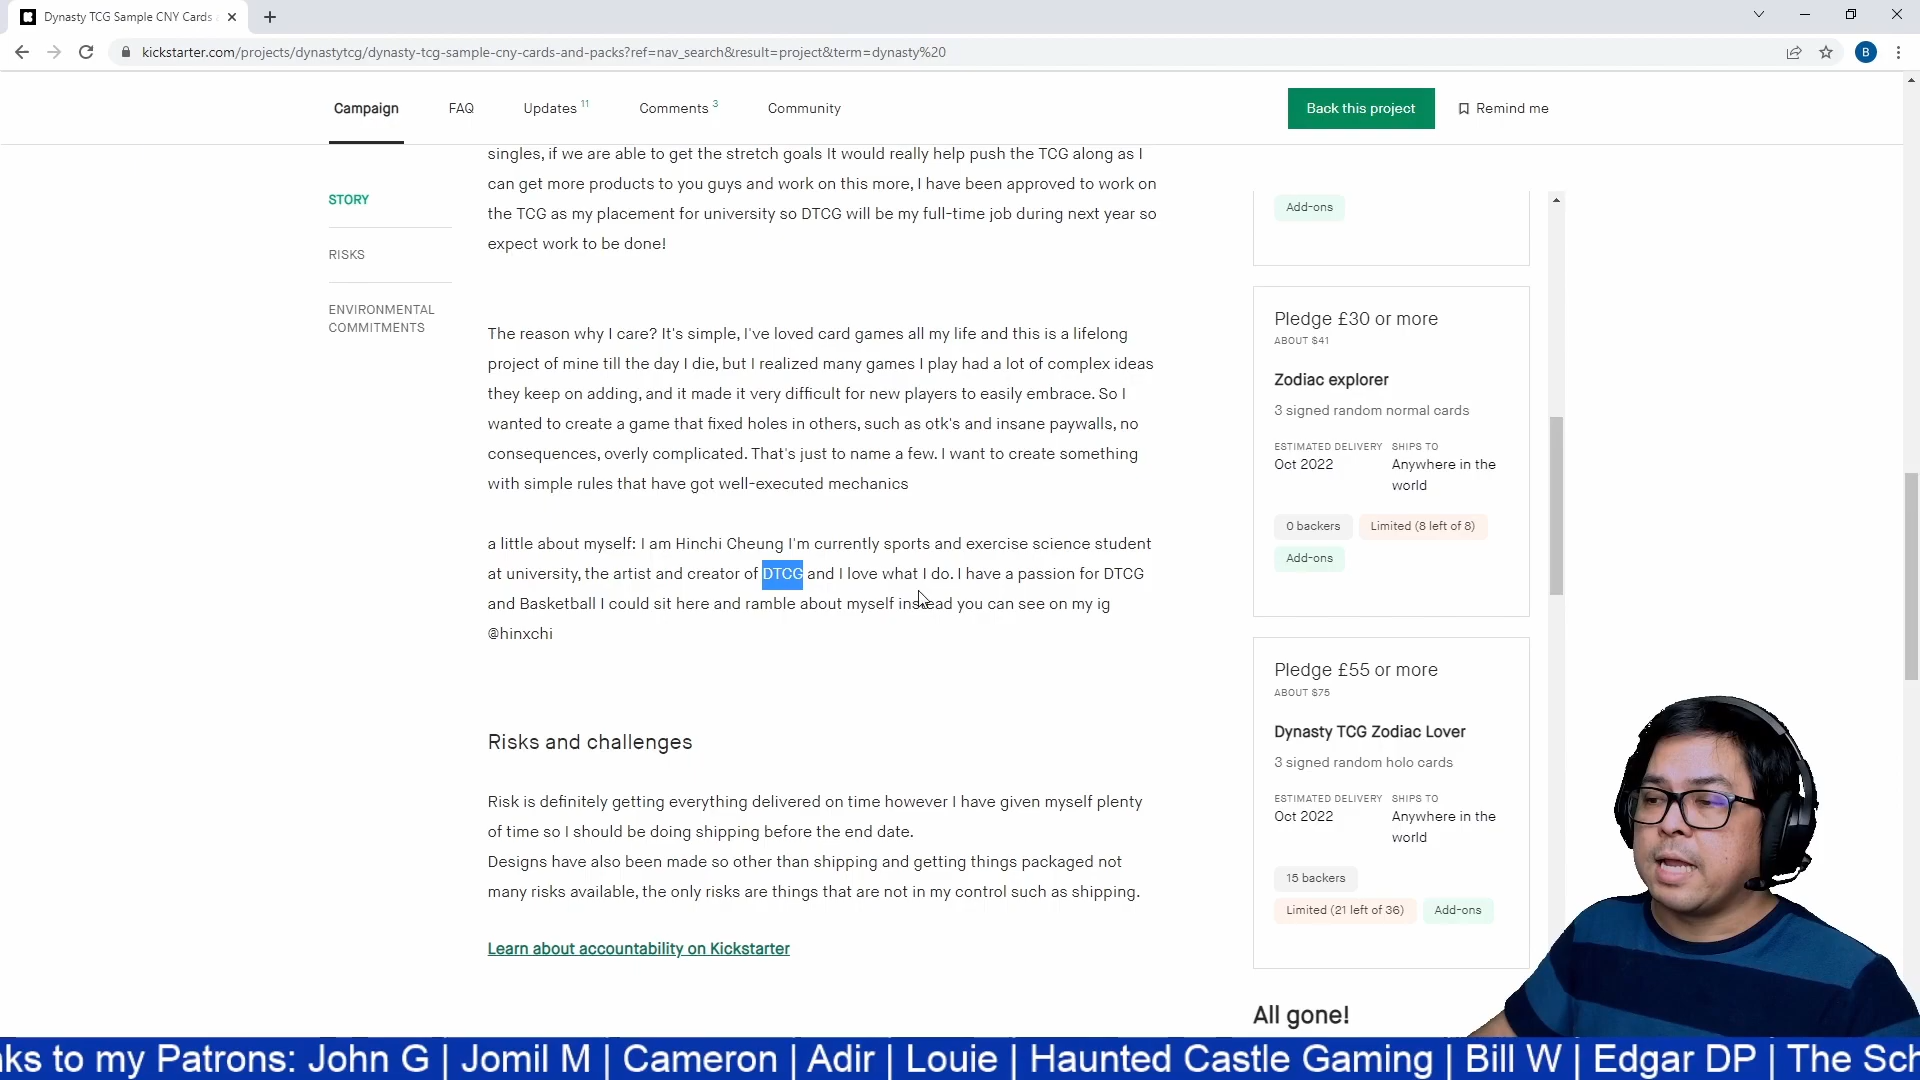 Dynasty TCG Sample CNY Cards
kickstarter.com/projects/dynastytcg/dynasty-tcg-sample-cny-cards-and-packs?ref=nav_search&result=project&term=dynasty%20
B
Campaign
FAQ
Updates 11
Comments 3
Community
Back this project
Remind me
STORY
RISKS
ENVIRONMENTAL
COMMITMENTS
singles, if we are able to get the stretch goals It would really help push the TCG along as I
can get more products to you guys and work on this more, I have been approved to work on
the TCG as my placement for university so DTCG will be my full-time job during next year so
expect work to be done!
The reason why I care? It's simple, I've loved card games all my life and this is a lifelong
project of mine till the day I die, but I realized many games I play had a lot of complex ideas
they keep on adding, and it made it very difficult for new players to easily embrace. So I
wanted to create a game that fixed holes in others, such as otk's and insane paywalls, no
consequences, overly complicated. That's just to name a few. I want to create something
with simple rules that have got well-executed mechanics
a little about myself: I am Hinchi Cheung I'm currently sports and exercise science student
at university, the artist and creator of DTCG and I love what I do. I have a passion for DTCG
and Basketball I could sit here and ramble about myself instead you can see on my ig
@hinxchi
Risks and challenges
Risk is definitely getting everything delivered on time however I have given myself plenty
of time so I should be doing shipping before the end date.
Designs have also been made so other than shipping and getting things packaged not
many risks available, the only risks are things that are not in my control such as shipping.
Learn about accountability on Kickstarter
Add-ons
Pledge £30 or more
ABOUT $41
Zodiac explorer
3 signed random normal cards
ESTIMATED DELIVERY SHIPS TO
Oct 2022 Anywhere in the
world
0 backers Limited (8 left of 8)
Add-ons
Pledge £55 or more
ABOUT $75
Dynasty TCG Zodiac Lover
3 signed random holo cards
ESTIMATED DELIVERY SHIPS TO
Oct 2022 Anywhere in the
world
15 backers
Limited (21 left of 36) Add-ons
All gone!
nks to my Patrons: John G | Jomil M | Cameron | Adir | Louie | Haunted Castle Gaming | Bill W | Edgar DP | The Sch